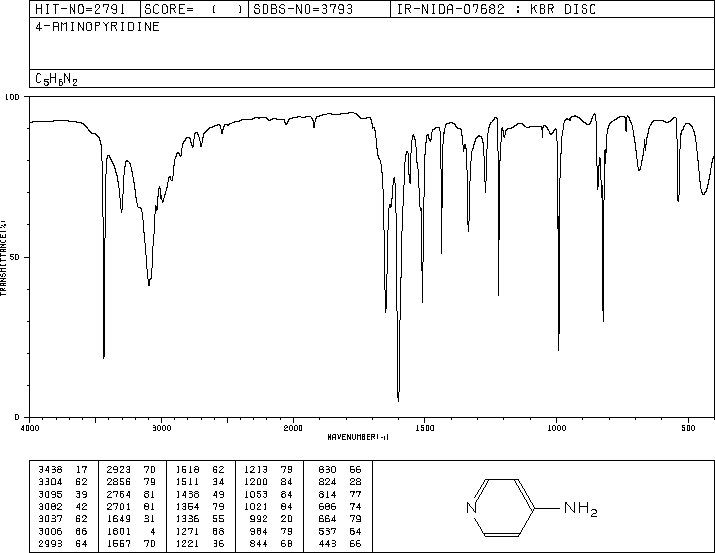 HIT-NO=2791 SCORE= ( ) SDBS-NO=3793 IR-NIDA-07682 : KBR DISC
4-AMINOPYRIDINE
C5H6N2
100
TRANSMITTANCE(%)
50
0
4000 3000 2000 1500 1000 500
WAVENUMBER(-1)
3438 17 2923 70 1618 62 1213 79 830 56
3304 62 2856 79 1511 34 1200 84 824 28
3095 39 2764 81 1438 49 1053 84 814 77
3082 42 2701 81 1354 79 1021 84 686 74
3037 62 1649 31 1336 55 992 20 664 79
3006 66 1601 4 1271 68 984 79 537 64
2993 64 1557 70 1221 36 844 68 443 66
N
NH2